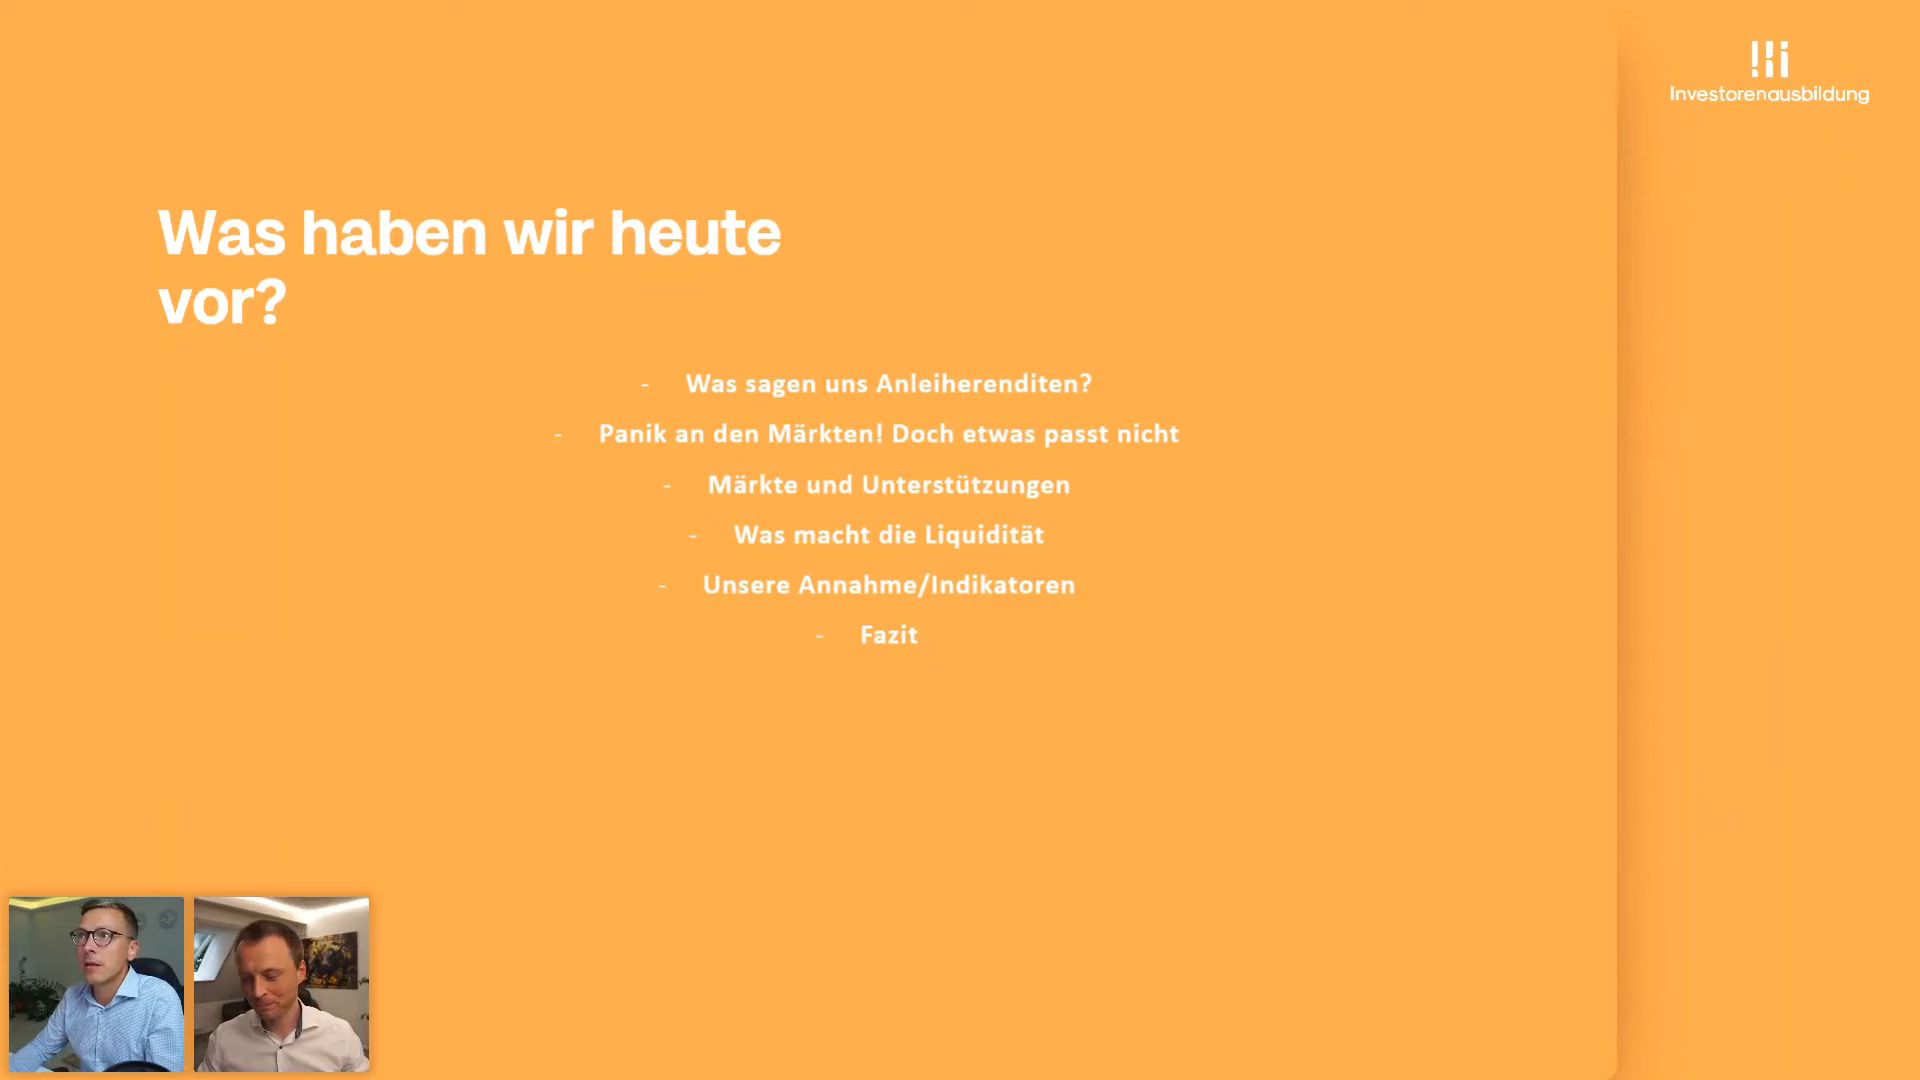 Investorenausbildung
Was haben wir heute
vor?
- Was sagen uns Anleiherenditen?
- Panik an den Märkten! Doch etwas passt nicht
- Märkte und Unterstützungen
- Was macht die Liquidität
- Unsere Annahme/Indikatoren
- Fazit